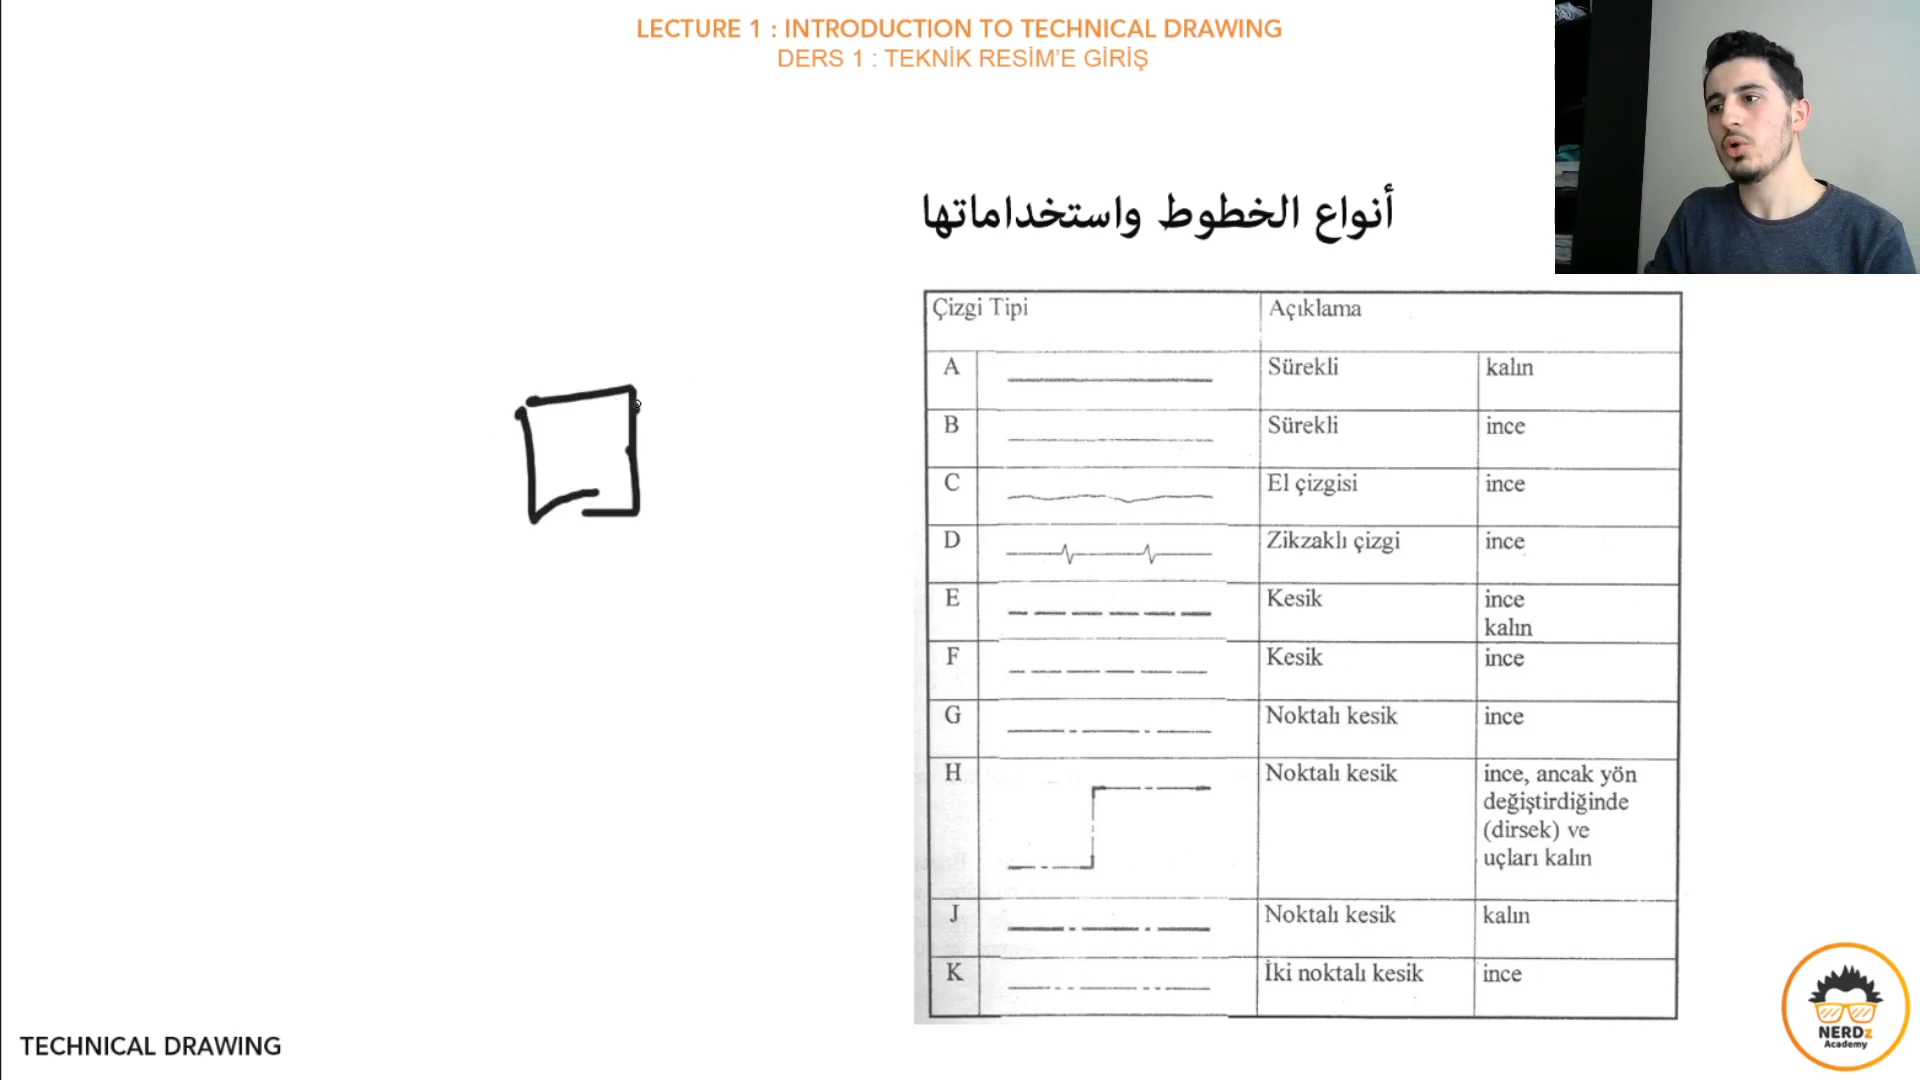 LECTURE 1 : INTRODUCTION TO TECHNICAL DRAWING
DERS 1 : TEKNİK RESİM'E GİRİŞ
أنواع الخطوط واستخداماتها
Çizgi Tipi Açıklama
A Sürekli kalın
B Sürekli ince
C El çizgisi ince
D Zikzaklı çizgi ince
E Kesik ince
kalın
F Kesik ince
G Noktalı kesik ince
H Noktalı kesik ince, ancak yön
değiştirdiğinde
(dirsek) ve
uçları kalın
J Noktalı kesik kalın
K İki noktalı kesik ince
TECHNICAL DRAWING
NERDz
Academy